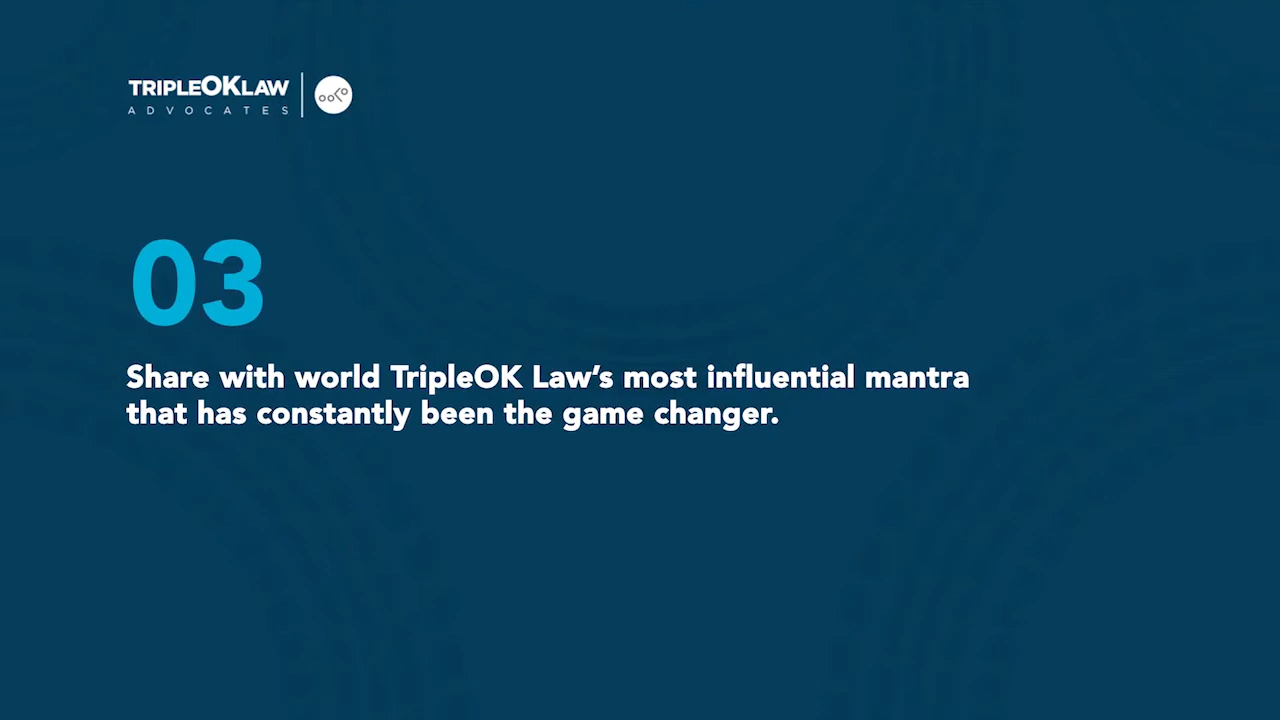 TRIPLEOKLAW
ADVOCATES
03
Share with world TripleOK Law’s most influential mantra
that has constantly been the game changer.